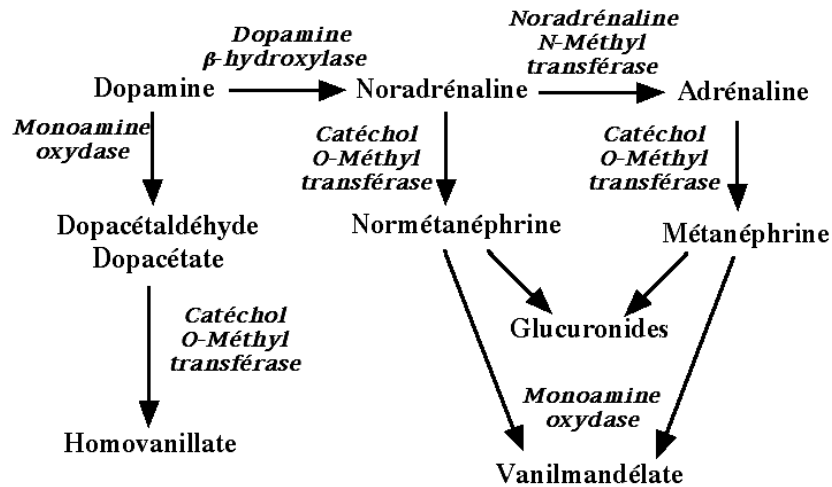 Dopamine
β-hydroxylase
Noradrénaline
N-Méthyl
transférase
Dopamine
Noradrénaline
Adrénaline
Monoamine
oxydase
Catéchol
O-Méthyl
transférase
Catéchol
O-Méthyl
transférase
Dopacétaldéhyde
Dopacétate
Normétanéphrine
Métanéphrine
Catéchol
O-Méthyl
transférase
Glucuronides
Monoamine
oxydase
Homovanillate
Vanilmandélate